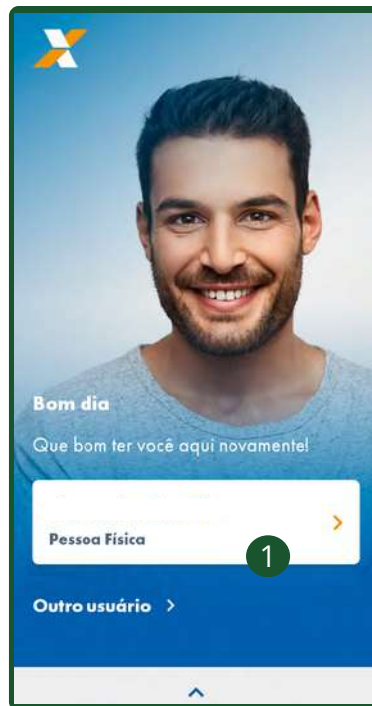 Bom dia
Que bom ter você aqui novamente!
Pessoa Física
1
Outro usuário >